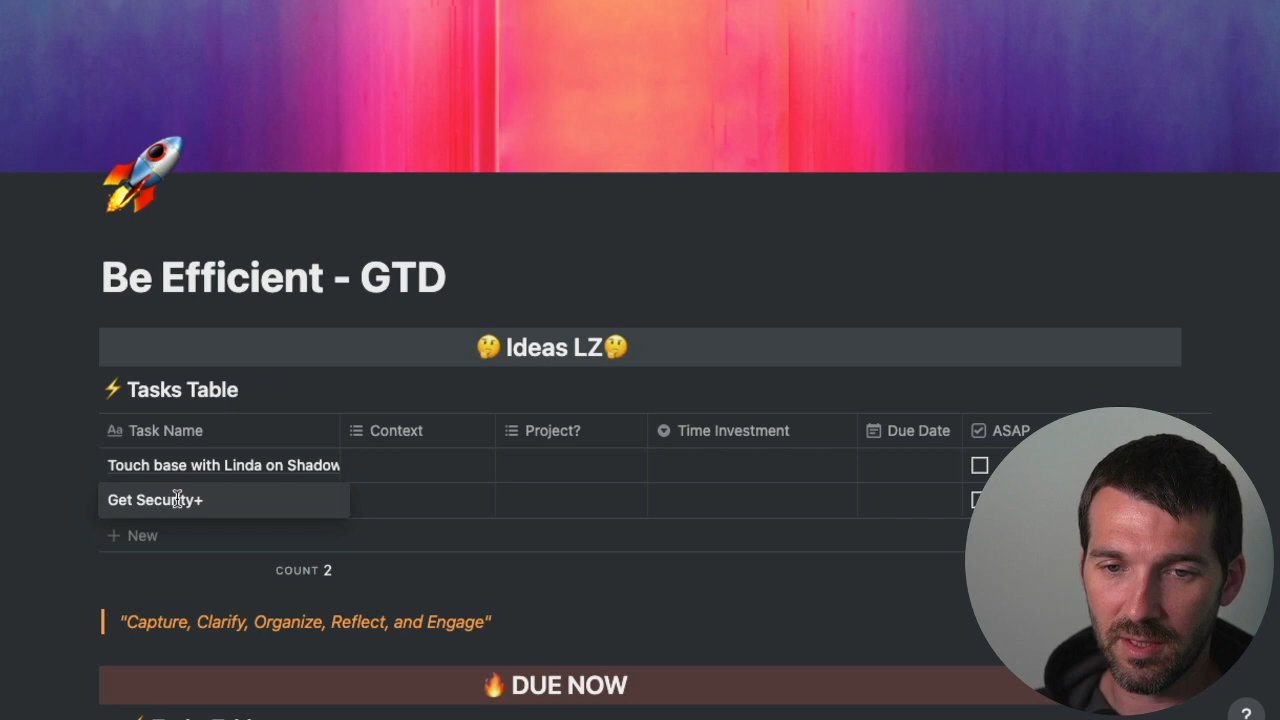 Be Efficient - GTD
🤔 Ideas LZ🤔
⚡ Tasks Table
Aa Task Name Context Project? Time Investment Due Date ASAP
Touch base with Linda on Shadow
Get Security+
+ New
COUNT 2
"Capture, Clarify, Organize, Reflect, and Engage"
🔥 DUE NOW
?